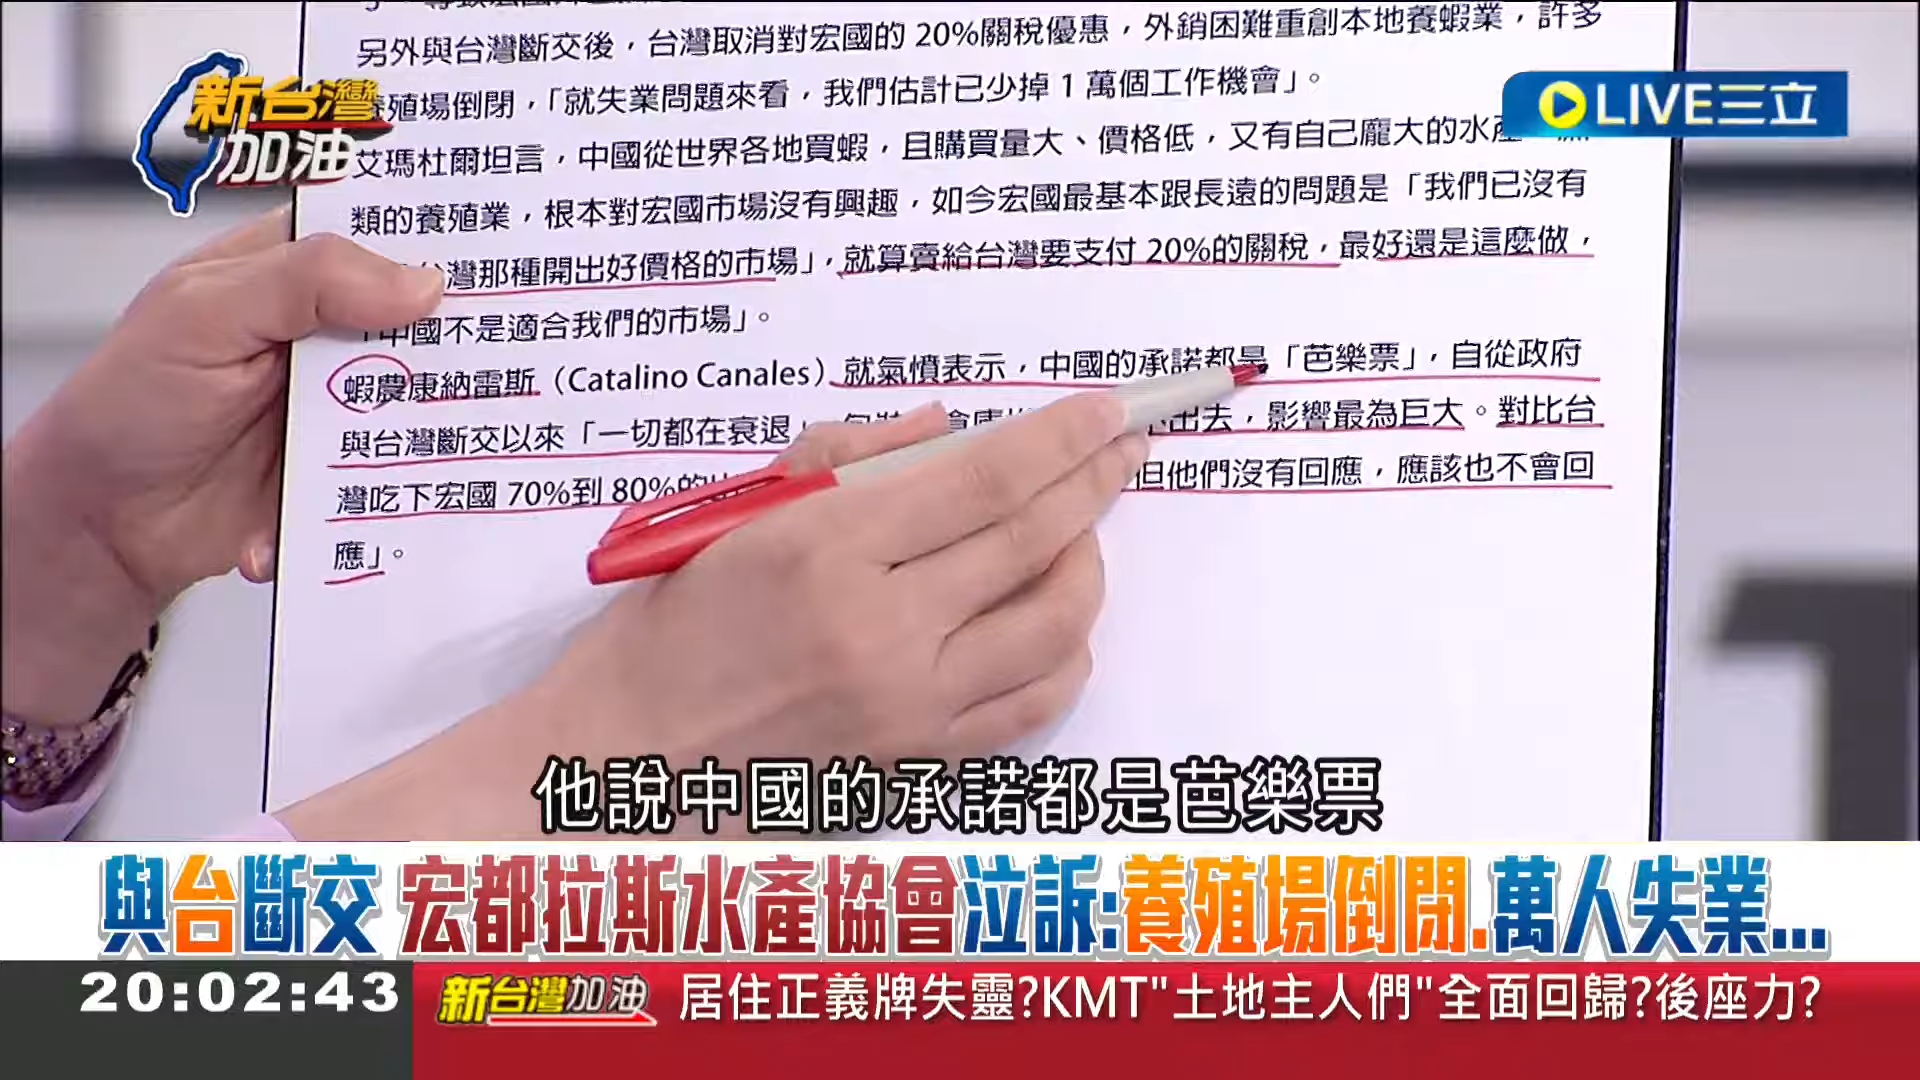 另外與台灣斷交後，台灣取消對宏國的 20%關稅優惠，外銷困難重創本地養蝦業，許多
殖場倒閉，「就失業問題來看，我們估計已少掉 1 萬個工作機會」。
艾瑪杜爾坦言，中國從世界各地買蝦，且購買量大、價格低，又有自己龐大的水產
類的養殖業，根本對宏國市場沒有興趣，如今宏國最基本跟長遠的問題是「我們已沒有
灣那種開出好價格的市場」，就算賣給台灣要支付 20%的關稅，最好還是這麼做，
「中國不是適合我們的市場」。
蝦農康納雷斯（Catalino Canales）就氣憤表示，中國的承諾都是「芭樂票」，自從政府
與台灣斷交以來「一切都在衰退」出去，影響最為巨大。對比台
灣吃下宏國 70%到 80%的 但他們沒有回應，應該也不會回
應」。
新台灣
加油
LIVE三立
他說中國的承諾都是芭樂票
與台斷交 宏都拉斯水產協會泣訴:養殖場倒閉.萬人失業...
20:02:43 新台灣加油 居住正義牌失靈?KMT"土地主人們"全面回歸?後座力?